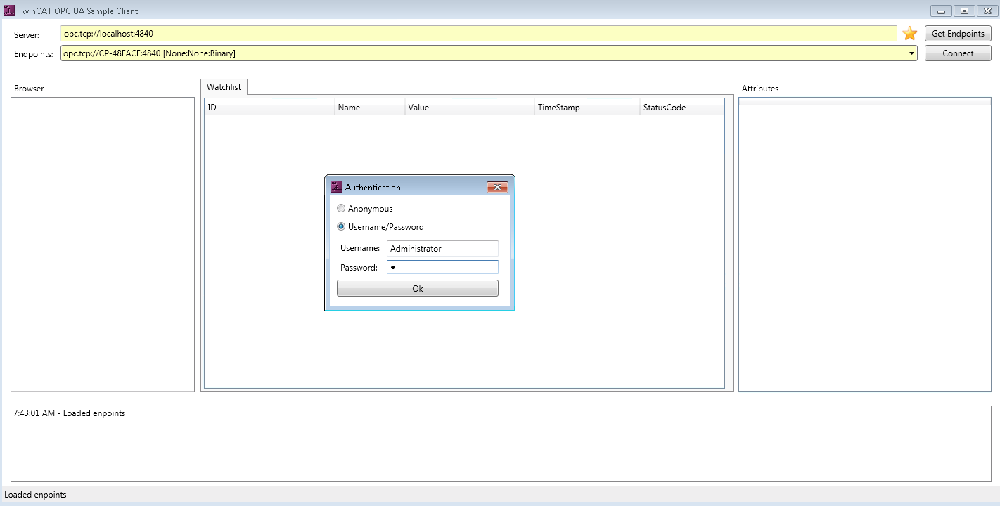 TwinCAT OPC UA Sample Client
Server: opc.tcp://localhost:4840 Get Endpoints
Endpoints: opc.tcp://CP-48FACE:4840 [None:None:Binary] Connect
Browser Watchlist Attributes
ID Name Value TimeStamp StatusCode
Authentication
Anonymous
Username/Password
Username: Administrator
Password: ●
Ok
7:43:01 AM - Loaded enpoints
Loaded enpoints